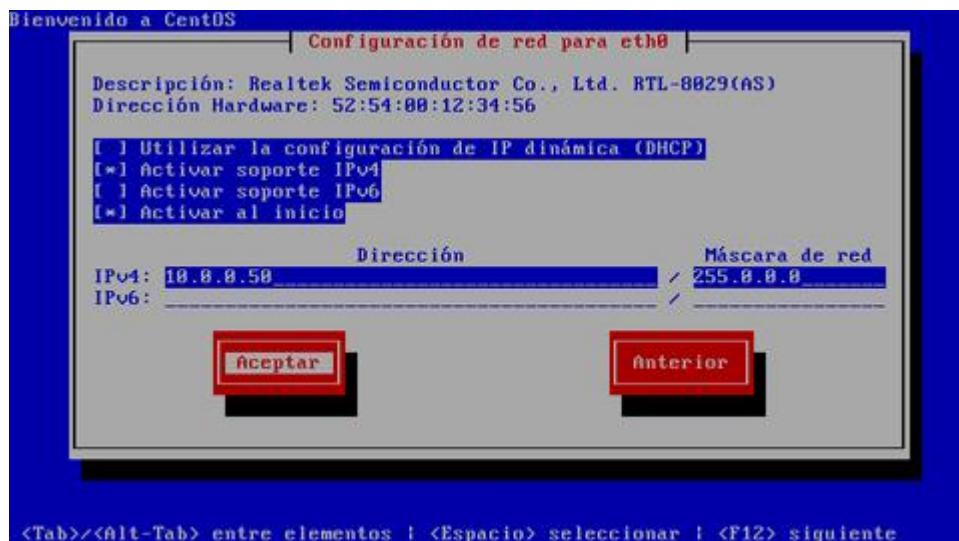 Bienvenido a CentOS
Configuración de red para eth0
Descripción: Realtek Semiconductor Co., Ltd. RTL-8029(AS)
Dirección Hardware: 52:54:00:12:34:56
[ ] Utilizar la configuración de IP dinámica (DHCP)
[*] Activar soporte IPv4
[ ] Activar soporte IPv6
[*] Activar al inicio
Dirección Máscara de red
IPv4: 10.0.0.50 / 255.0.0.0
IPv6: /
Aceptar Anterior
<Tab>/<Alt-Tab> entre elementos | <Espacio> seleccionar | <F12> siguiente